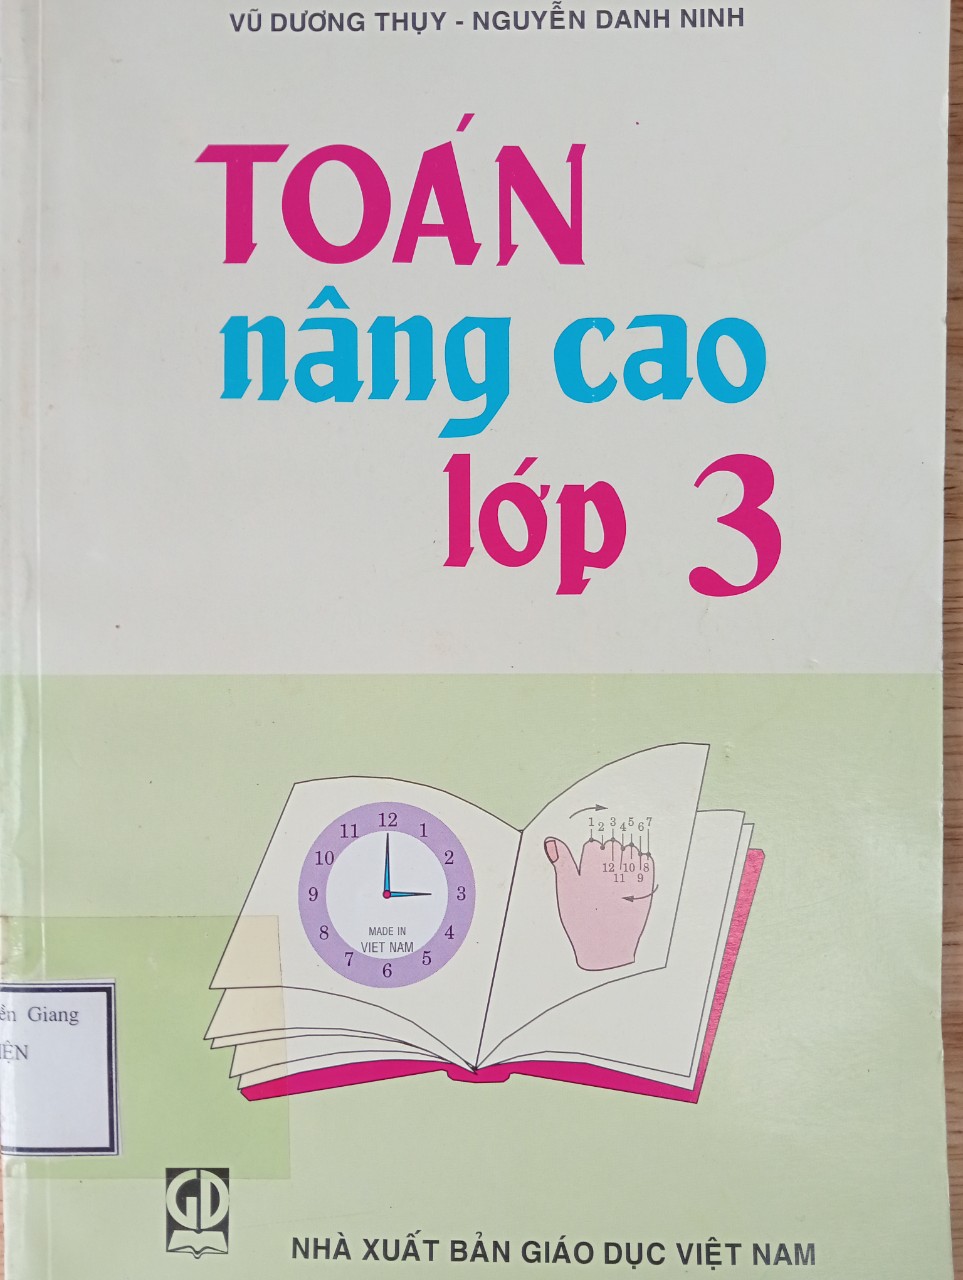 VŨ DƯƠNG THỤY - NGUYỄN DANH NINH
TOÁN
nâng cao
lớp 3
12
11 1
10 2
9 3
8 4
7 5
6
MADE IN
VIET NAM
1 2 3 4 5 6 7
12 11 10 9 8
Giang
GD
NHÀ XUẤT BẢN GIÁO DỤC VIỆT NAM